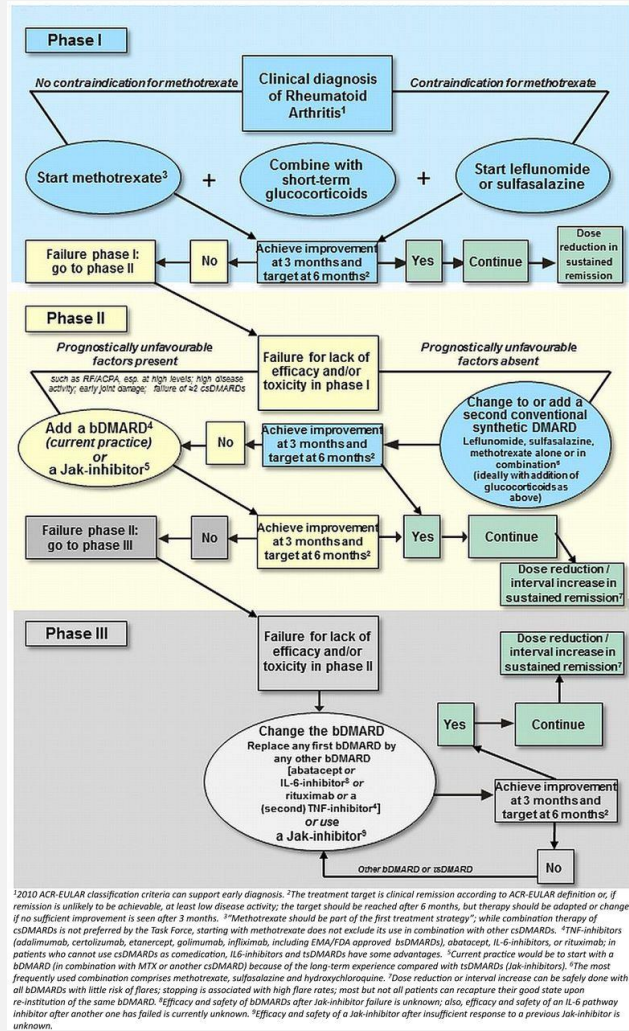 Phase I
No contraindication for methotrexate
Clinical diagnosis
of Rheumatoid
Arthritis¹
Contraindication for methotrexate
Start methotrexate³
+
Combine with
short-term
glucocorticoids
+
Start leflunomide
or sulfasalazine
Failure phase I:
go to phase II
No
Achieve improvement
at 3 months and
target at 6 months²
Yes
Continue
Dose
reduction in
sustained
remission
Phase II
Prognostically unfavourable
factors present
such as RF/ACPA, esp. at high levels; high disease
activity; early joint damage; failure of ≥2 csDMARDs
Failure for lack of
efficacy and/or
toxicity in phase I
Prognostically unfavourable
factors absent
Add a bDMARD⁴
(current practice)
or
a Jak-inhibitor⁵
No
Achieve improvement
at 3 months and
target at 6 months²
Change to or add a
second conventional
synthetic DMARD
Leflunomide, sulfasalazine,
methotrexate alone or in
combination⁶
(ideally with addition of
glucocorticoids as
above)
Failure phase II:
go to phase III
No
Achieve improvement
at 3 months and
target at 6 months²
Yes
Continue
Dose reduction /
interval increase in
sustained remission⁷
Phase III
Failure for lack of
efficacy and/or
toxicity in phase II
Dose reduction /
interval increase in
sustained remission⁷
Yes
Continue
Change the bDMARD
Replace any first bDMARD by
any other bDMARD
[abatacept or
IL-6-inhibitor⁸ or
rituximab or a
(second) TNF-inhibitor⁴]
or use
a Jak-inhibitor⁹
Achieve improvement
at 3 months and
target at 6 months²
No
Other bDMARD or tsDMARD
¹2010 ACR-EULAR classification criteria can support early diagnosis. ²The treatment target is clinical remission according to ACR-EULAR definition or, if
remission is unlikely to be achievable, at least low disease activity; the target should be reached after 6 months, but therapy should be adapted or changed
if no sufficient improvement is seen after 3 months. ³"Methotrexate should be part of the first treatment strategy"; while combination therapy of
csDMARDs is not preferred by the Task Force, starting with methotrexate does not exclude its use in combination with other csDMARDs. ⁴TNF-inhibitors
(adalimumab, certolizumab, etanercept, golimumab, infliximab, including EMA/FDA approved bsDMARDs), abatacept, IL-6-inhibitors, or rituximab; in
patients who cannot use csDMARDs as comedication, IL6-inhibitors and tsDMARDs have some advantages. ⁵Current practice would be to start with a
bDMARD (in combination with MTX or another csDMARD) because of the long-term experience compared with tsDMARDs (Jak-inhibitors). ⁶The most
frequently used combination comprises methotrexate, sulfasalazine and hydroxychloroquine. ⁷Dose reduction or interval increase can be safely done with
all bDMARDs with little risk of flares; stopping is associated with high flare rates; most but not all patients can recapture their good state upon
re-institution of the same bDMARD. ⁸Efficacy and safety of bDMARDs after Jak-inhibitor failure is unknown; also, efficacy and safety of an IL-6 pathway
inhibitor after another one has failed is currently unknown. ⁹Efficacy and safety of a Jak-inhibitor after insufficient response to a previous Jak-inhibitor is
unknown.